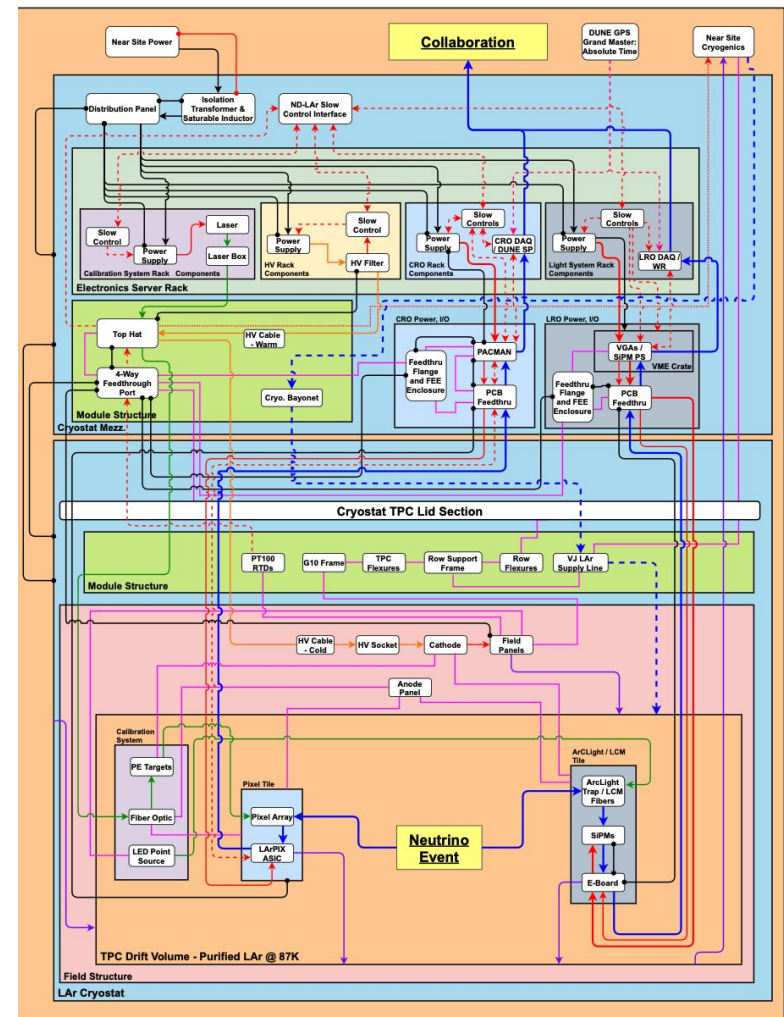 Near Site Power
Collaboration
DUNE GPS
Grand Master:
Absolute Time
Near Site
Cryogenics
Distribution Panel
Isolation
Transformer &
Saturable Inductor
ND-LAr Slow
Control Interface
Slow
Control
Power
Supply
Laser
Laser Box
Calibration System Rack Components
Power
Supply
Slow
Control
HV Filter
HV Rack
Components
Slow
Controls
Power
Supply
CRO DAQ
/ DUNE SP
CRO Rack
Components
Slow
Controls
Power
Supply
LRO DAQ /
WR
Light System Rack
Components
Electronics Server Rack
Top Hat
HV Cable
- Warm
4-Way
Feedthrough
Port
Cryo. Bayonet
Module Structure
CRO Power, I/O
PACMAN
Feedthru
Flange
and FEE
Enclosure
PCB
Feedthru
LRO Power, I/O
VGAs /
SiPM PS
VME Crate
Feedthru
Flange
and FEE
Enclosure
PCB
Feedthru
Cryostat Mezz.
Cryostat TPC Lid Section
PT100
RTDs
G10 Frame
TPC
Flexures
Row Support
Frame
Row
Flexures
VJ LAr
Supply Line
Module Structure
HV Cable
- Cold
HV Socket
Cathode
Field
Panels
Anode
Panel
Calibration
System
PE Targets
Fiber Optic
LED Point
Source
Pixel Tile
Pixel Array
LArPIX
ASIC
Neutrino
Event
ArCLight / LCM
Tile
ArcLight
Trap / LCM
Fibers
SiPMs
E-Board
TPC Drift Volume - Purified LAr @ 87K
Field Structure
LAr Cryostat